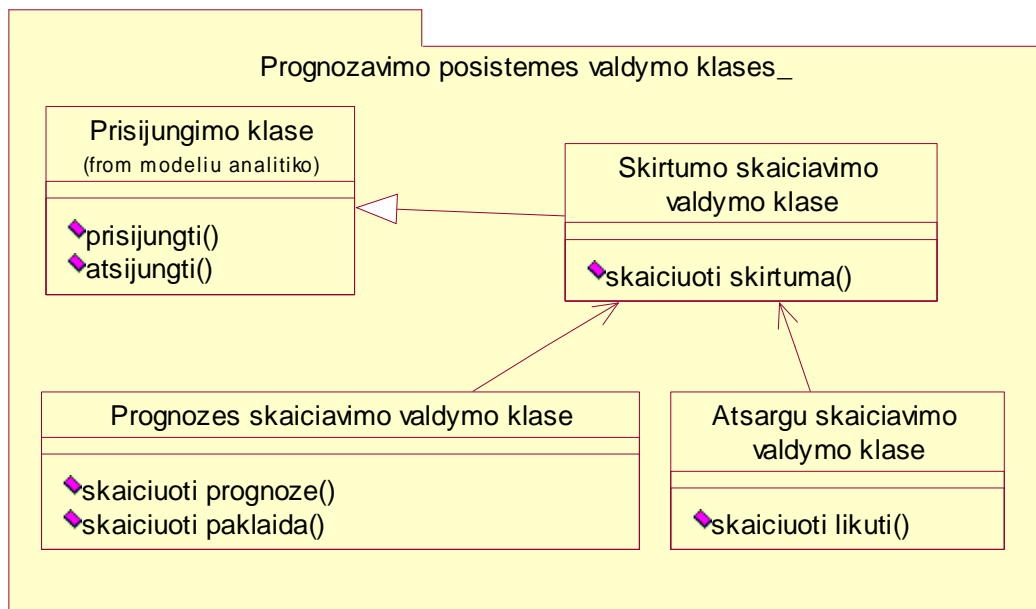 Prognozavimo posistemes valdymo klases_
Prisijungimo klase
(from modeliu analitiko)
prisijungti()
atsijungti()
Skirtumo skaiciavimo
valdymo klase
skaiciuoti skirtuma()
Prognozes skaiciavimo valdymo klase
skaiciuoti prognoze()
skaiciuoti paklaida()
Atsargu skaiciavimo
valdymo klase
skaiciuoti likuti()